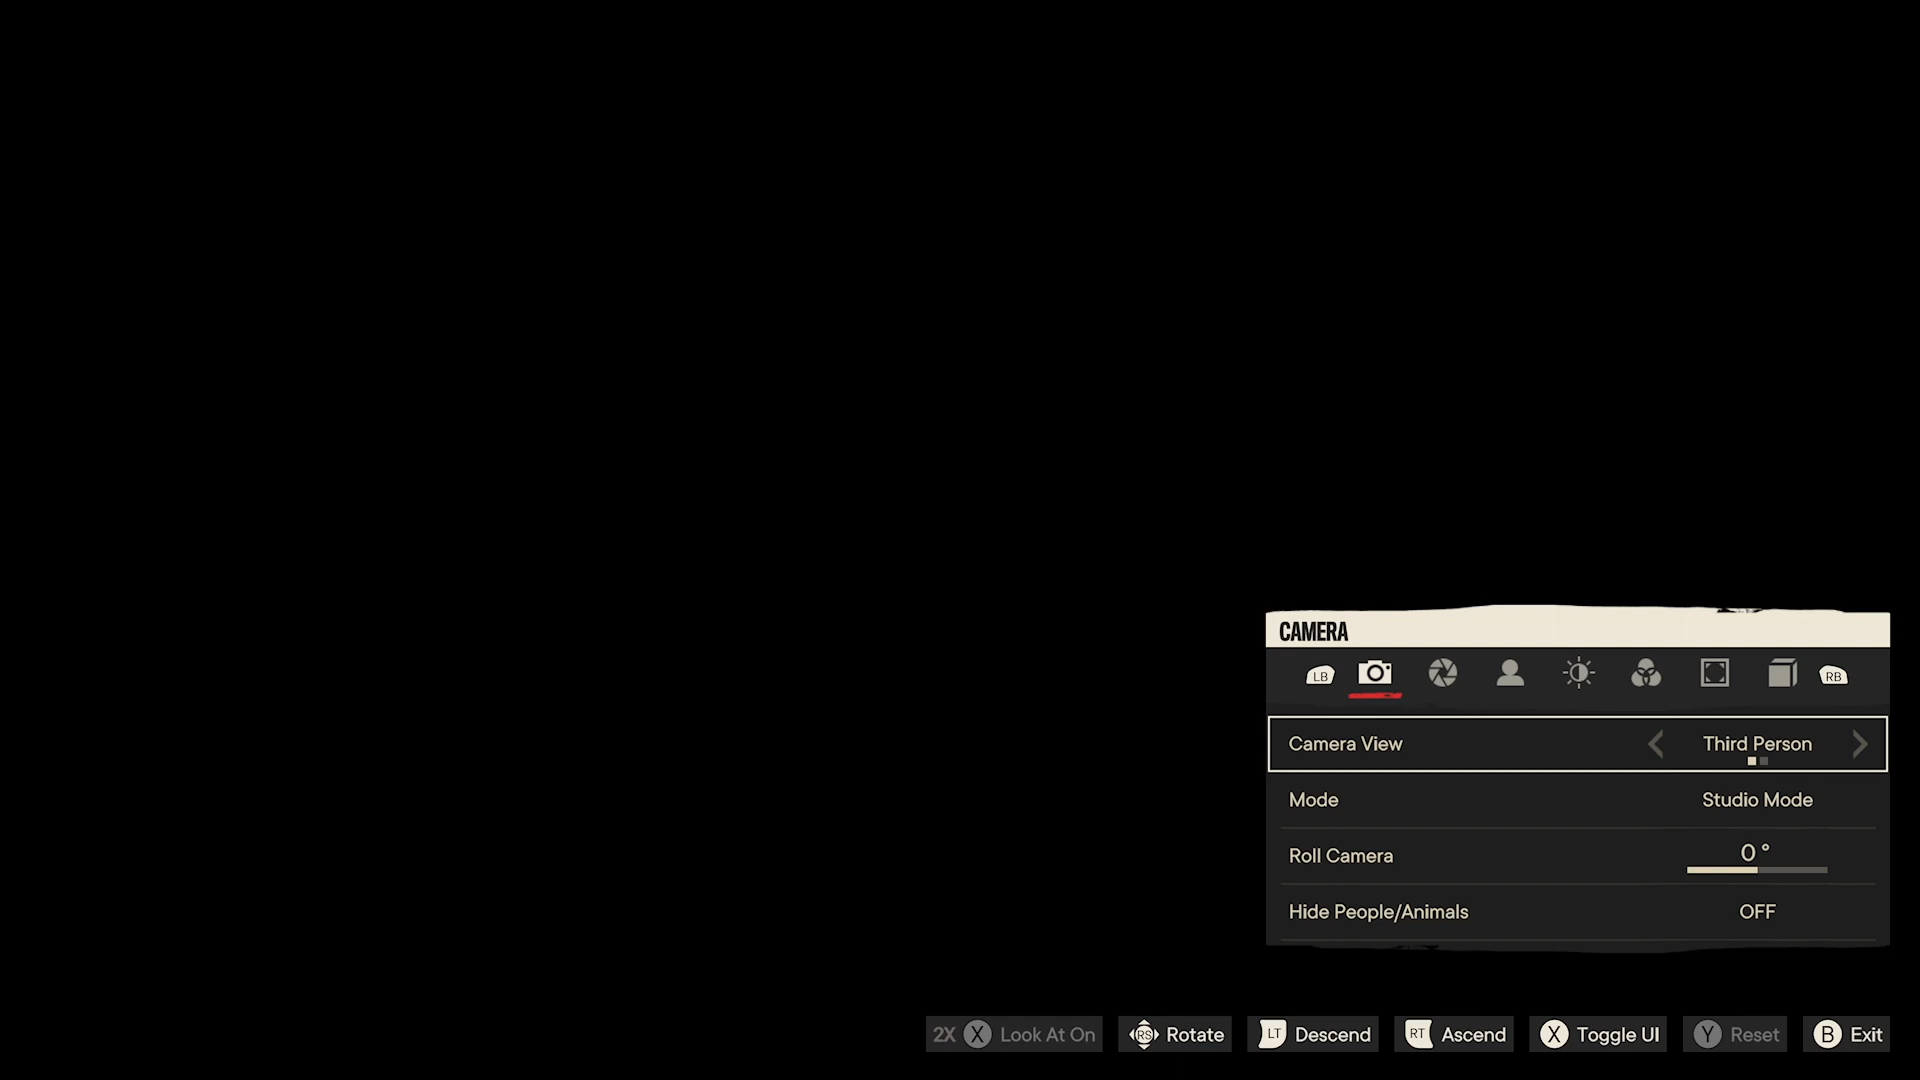 CAMERA
LB RB
Camera View Third Person
Mode Studio Mode
Roll Camera 0 °
Hide People/Animals OFF
2X X Look At On RS Rotate LT Descend RT Ascend X Toggle UI Y Reset B Exit